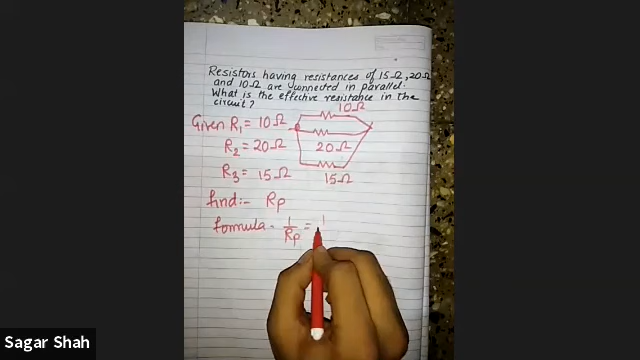 Resistors having resistances of 15Ω, 20Ω
and 10Ω are connected in parallel.
What is the effective resistance in the
circuit?
10Ω
Given R1 = 10Ω
R2 = 20Ω
20Ω
R3 = 15Ω
15Ω
find:- Rp
formula - 1/Rp = 1
Sagar Shah